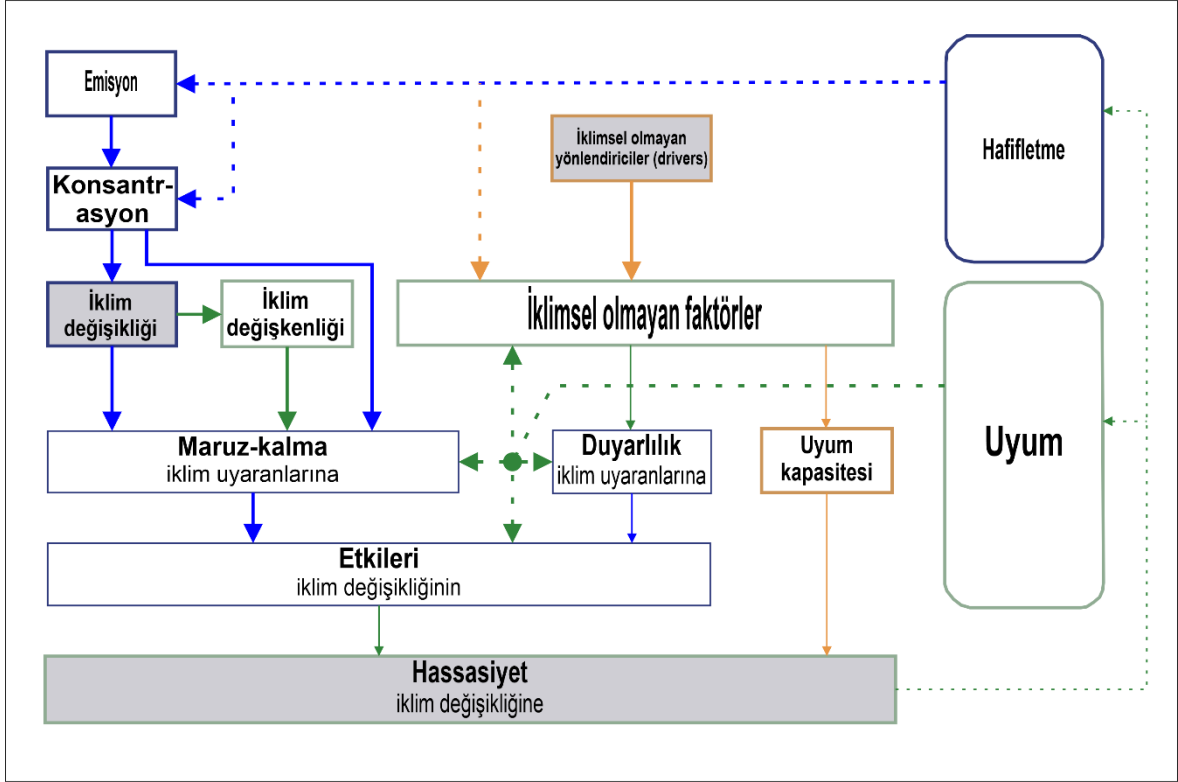 Emisyon
Hafifletme
İklimsel olmayan
yönlendiriciler (drivers)
Konsantr-
asyon
İklim
değişikliği
İklim
değişkenliği
İklimsel olmayan faktörler
Uyum
Maruz-kalma
iklim uyaranlarına
Duyarlılık
iklim uyaranlarına
Uyum
kapasitesi
Etkileri
iklim değişikliğinin
Hassasiyet
iklim değişikliğine